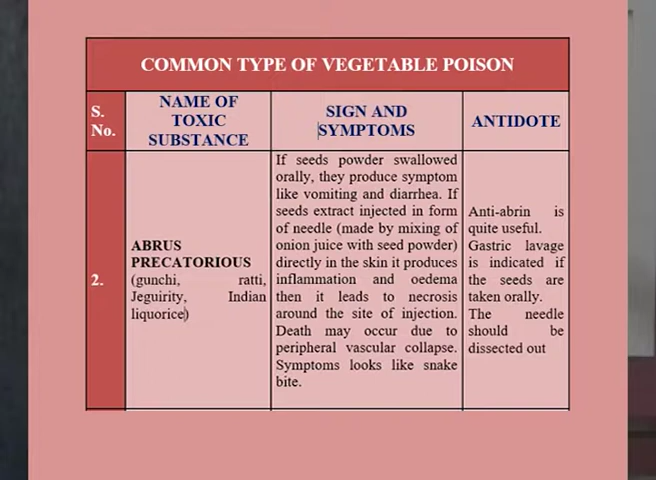 COMMON TYPE OF VEGETABLE POISON
S.
No.
NAME OF
TOXIC
SUBSTANCE
SIGN AND
SYMPTOMS
ANTIDOTE
2.
ABRUS
PRECATORIOUS
(gunchi, ratti,
Jeguirity, Indian
liquorice)
If seeds powder swallowed
orally, they produce symptom
like vomiting and diarrhea. If
seeds extract injected in form
of needle (made by mixing of
onion juice with seed powder)
directly in the skin it produces
inflammation and oedema
then it leads to necrosis
around the site of injection.
Death may occur due to
peripheral vascular collapse.
Symptoms looks like snake
bite.
Anti-abrin is
quite useful.
Gastric lavage
is indicated if
the seeds are
taken orally.
The needle
should be
dissected out